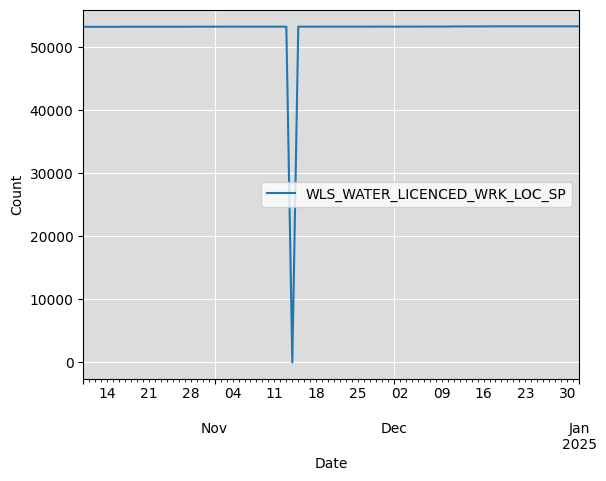 50000
40000
30000
20000
10000
0
Count
WLS_WATER_LICENCED_WRK_LOC_SP
14 21 28 04 11 18 25 02 09 16 23 30
Nov Dec Jan
2025
Date